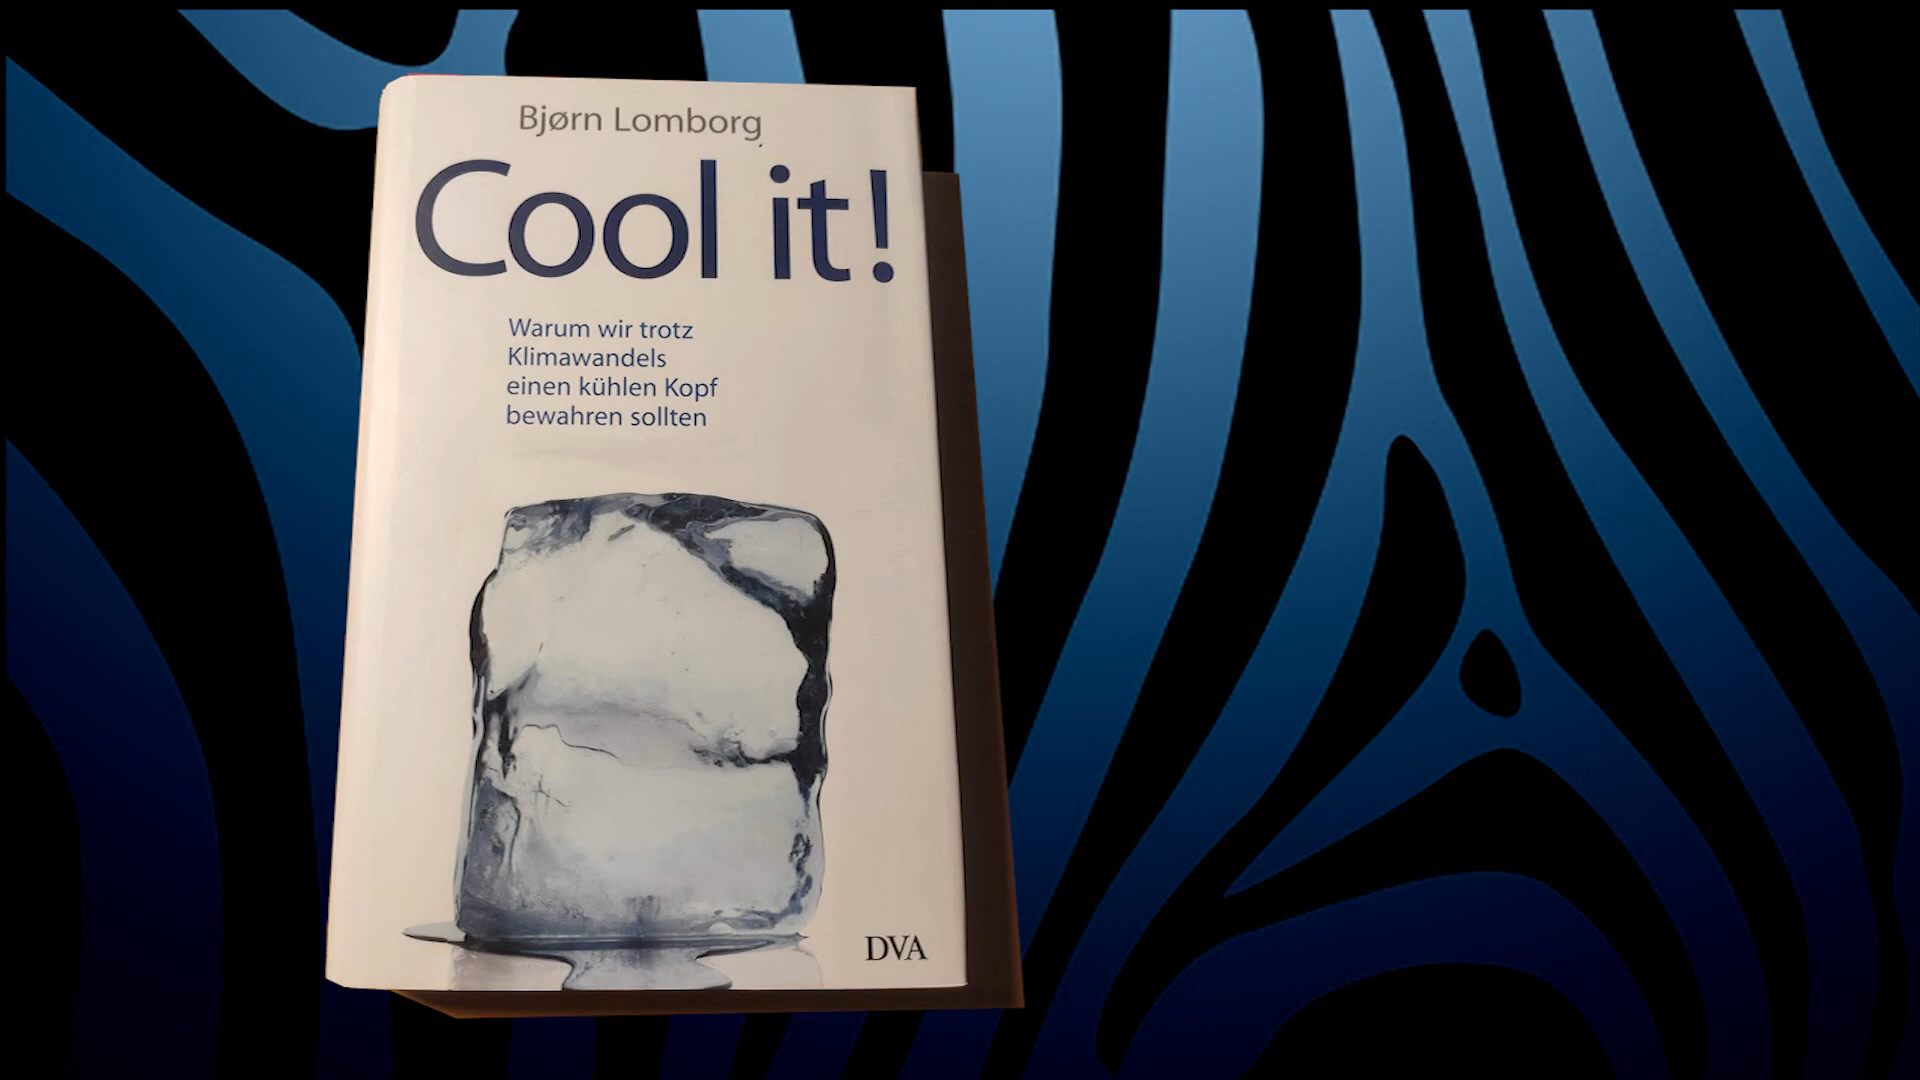 Bjørn Lomborg
Cool it!
Warum wir trotz
Klimawandels
einen kühlen Kopf
bewahren sollten
DVA